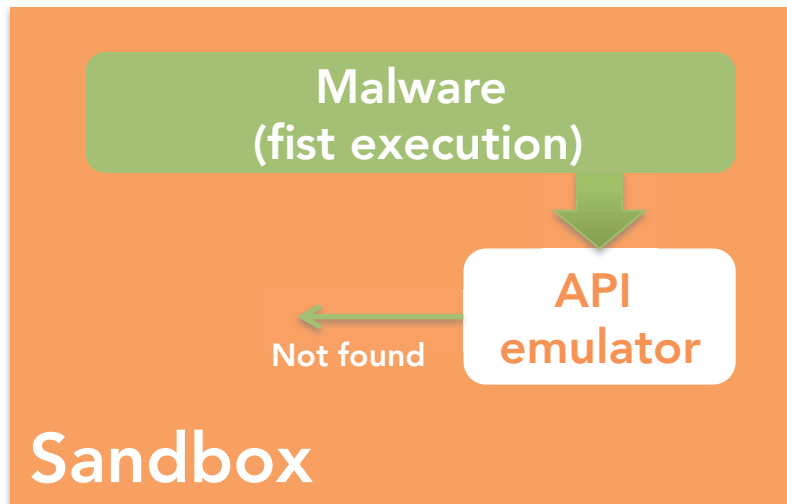 Malware
(fist execution)
API
emulator
Not found
Sandbox